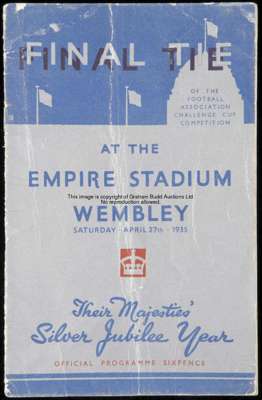 FINAL TIE
OF THE
FOOTBALL
ASSOCIATION
CHALLENGE CUP
COMPETITION
AT THE
EMPIRE STADIUM
This image is copyright of Graham Budd Auctions Ltd
No reproduction allowed.
WEMBLEY
SATURDAY - APRIL 27th - 1935
Their Majesties'
Silver Jubilee Year
OFFICIAL PROGRAMME SIXPENCE